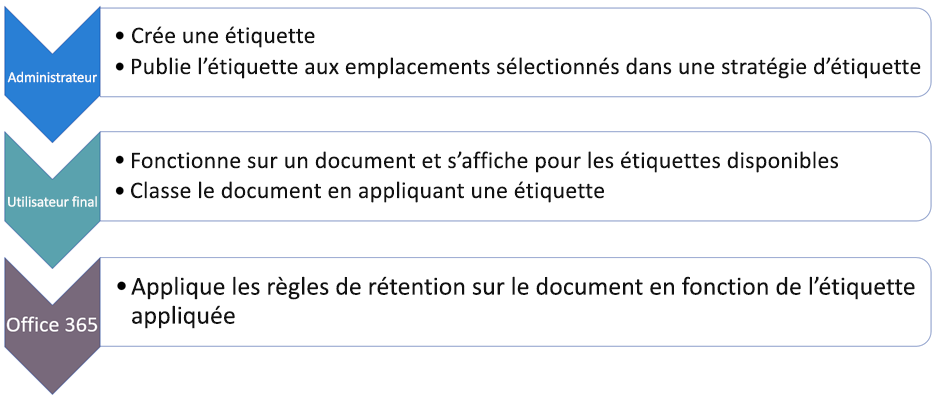 Administrateur
• Crée une étiquette
• Publie l’étiquette aux emplacements sélectionnés dans une stratégie d’étiquette
Utilisateur final
• Fonctionne sur un document et s’affiche pour les étiquettes disponibles
• Classe le document en appliquant une étiquette
Office 365
• Applique les règles de rétention sur le document en fonction de l’étiquette
appliquée